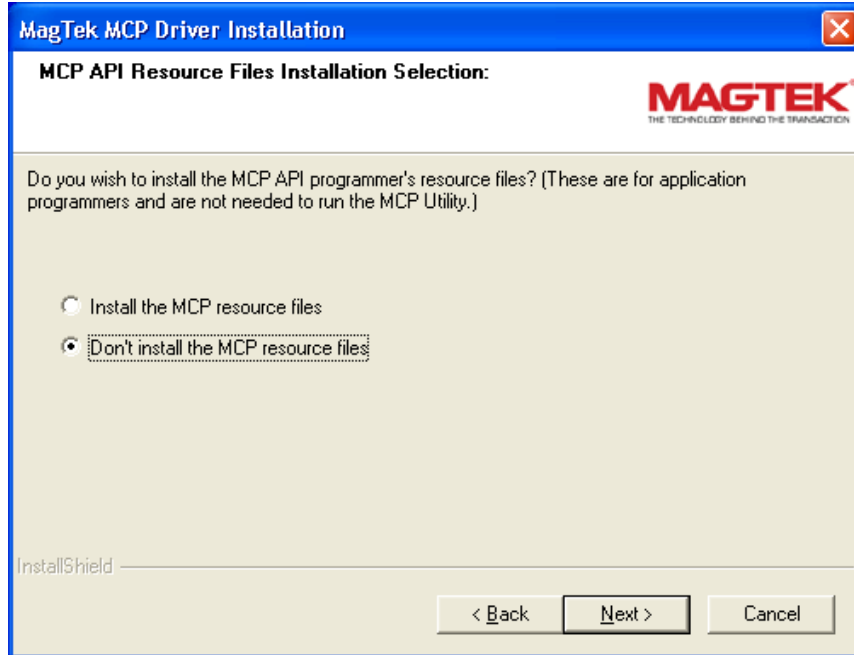 MagTek MCP Driver Installation
MCP API Resource Files Installation Selection:
MAGTEK
THE TECHNOLOGY BEHIND THE TRANSACTION
Do you wish to install the MCP API programmer's resource files? (These are for application
programmers and are not needed to run the MCP Utility.)
Install the MCP resource files
Don't install the MCP resource files
InstallShield
< Back Next > Cancel